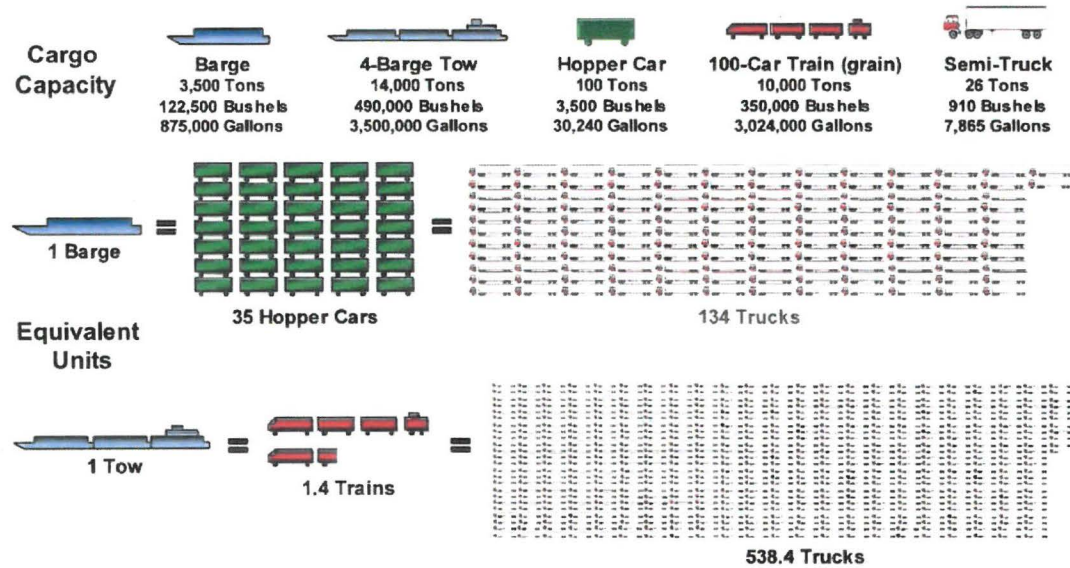 Cargo
Capacity
Barge
3,500 Tons
122,500 Bushels
875,000 Gallons
4-Barge Tow
14,000 Tons
490,000 Bushels
3,500,000 Gallons
Hopper Car
100 Tons
3,500 Bushels
30,240 Gallons
100-Car Train (grain)
10,000 Tons
350,000 Bushels
3,024,000 Gallons
Semi-Truck
26 Tons
910 Bushels
7,865 Gallons
1 Barge
=
35 Hopper Cars
=
134 Trucks
Equivalent
Units
1 Tow
=
1.4 Trains
=
538.4 Trucks